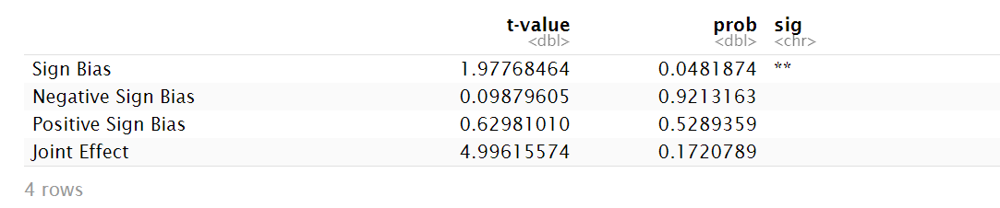 t-value prob sig
<dbl> <dbl> <chr>
Sign Bias 1.97768464 0.0481874 **
Negative Sign Bias 0.09879605 0.9213163
Positive Sign Bias 0.62981010 0.5289359
Joint Effect 4.99615574 0.1720789
4 rows